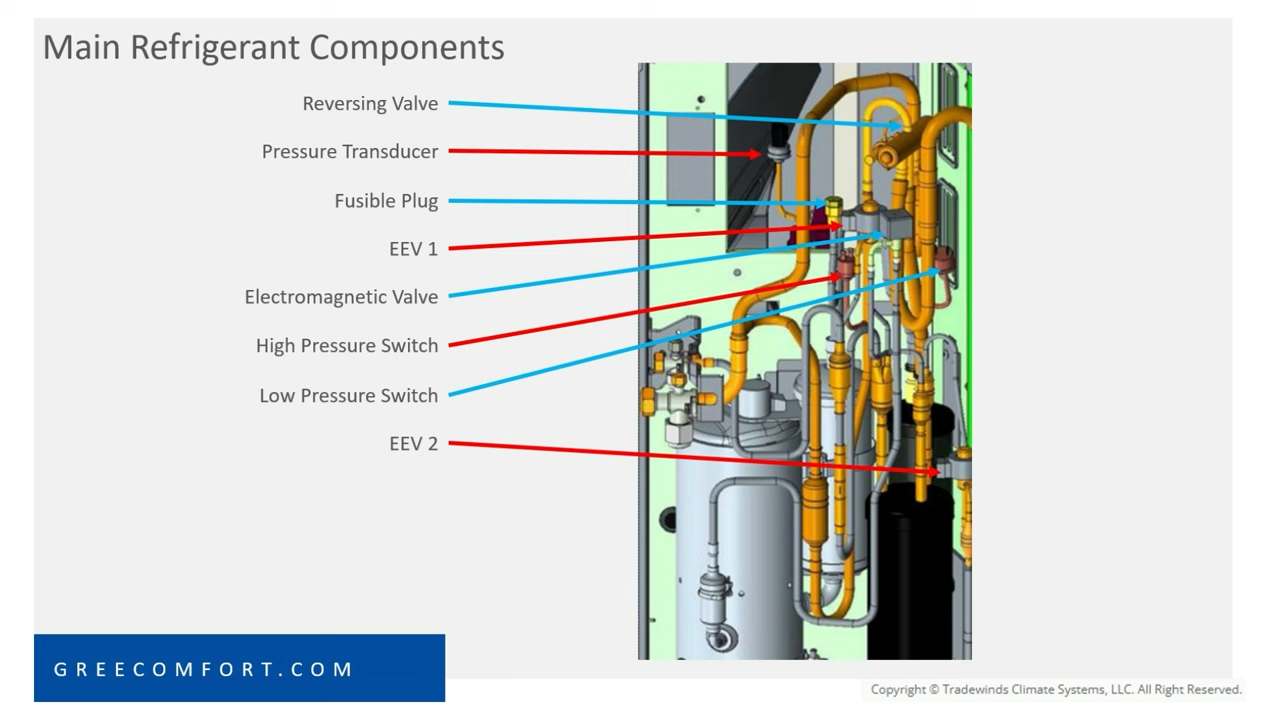 Main Refrigerant Components
Reversing Valve
Pressure Transducer
Fusible Plug
EEV 1
Electromagnetic Valve
High Pressure Switch
Low Pressure Switch
EEV 2
GREECOMFORT.COM
Copyright © Tradewinds Climate Systems, LLC. All Right Reserved.